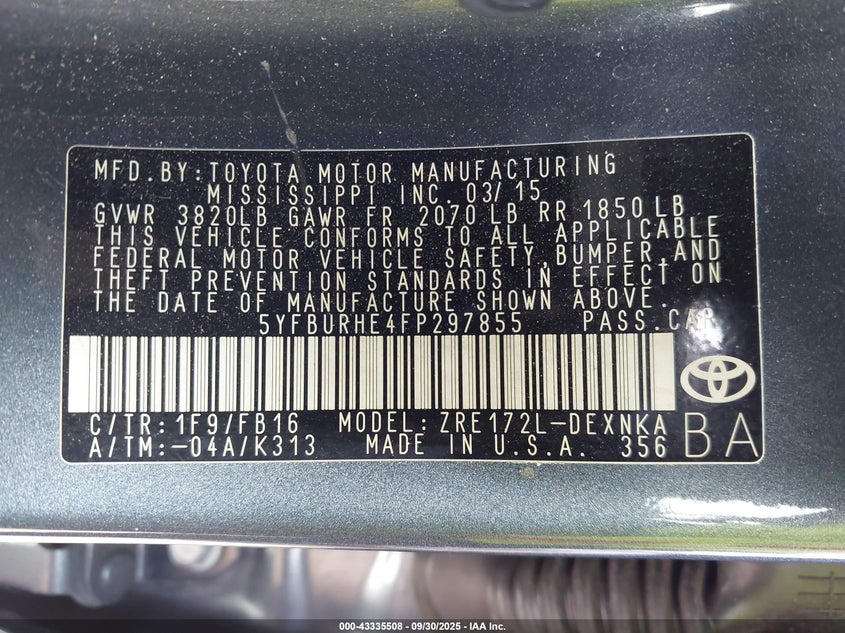 MFD.BY:TOYOTA MOTOR MANUFACTURING
MISSISSIPPI INC. 03/15
GVWR 3820LB GAWR FR 2070 LB RR 1850 LB
THIS VEHICLE CONFORMS TO ALL APPLICABLE
FEDERAL MOTOR VEHICLE SAFETY,BUMPER,AND
THEFT PREVENTION STANDARDS IN EFFECT ON
THE DATE OF MANUFACTURE SHOWN ABOVE.
5YFBURHE4FP297855 PASS.CAR
C/TR:1F9/FB16 MODEL:ZRE172L-DEXNKA
A/TM:-04A/K313 MADE IN U.S.A. 356
BA
000-43335508 - 09/30/2025 - IAA Inc.